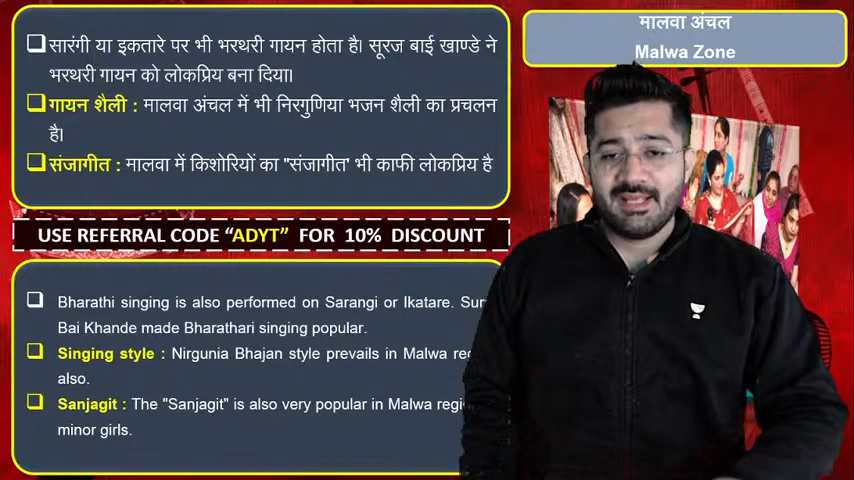 सारंगी या इकतारे पर भी भरथरी गायन होता है। सूरज बाई खाण्डे ने
भरथरी गायन को लोकप्रिय बना दिया।
गायन शैली : मालवा अंचल में भी निरगुणिया भजन शैली का प्रचलन
है।
संजागीत : मालवा में किशोरियों का "संजागीत' भी काफी लोकप्रिय है
मालवा अंचल
Malwa Zone
USE REFERRAL CODE “ADYT” FOR 10% DISCOUNT
Bharathi singing is also performed on Sarangi or Ikatare.
Bai Khande made Bharathari singing popular.
Singing style : Nirgunia Bhajan style prevails in Malwa
also.
Sanjagit : The "Sanjagit" is also very popular in Malwa
minor girls.